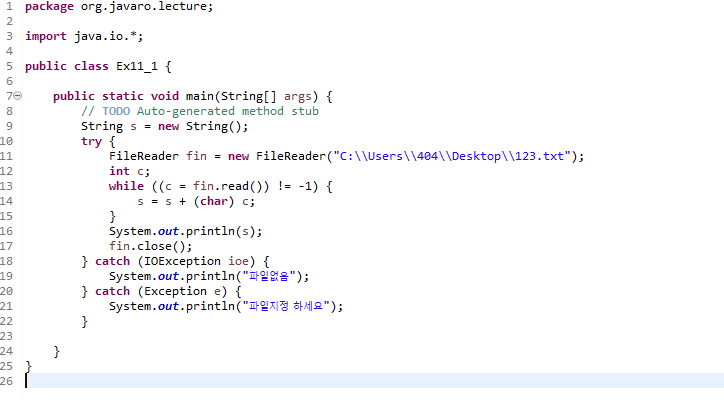 1 package org.javaro.lecture;
2
3 import java.io.*;
4
5 public class Ex11_1 {
6
7     public static void main(String[] args) {
8         // TODO Auto-generated method stub
9         String s = new String();
10         try {
11             FileReader fin = new FileReader("C:\\Users\\404\\Desktop\\123.txt");
12             int c;
13             while ((c = fin.read()) != -1) {
14                 s = s + (char) c;
15             }
16             System.out.println(s);
17             fin.close();
18         } catch (IOException ioe) {
19             System.out.println("파일없음");
20         } catch (Exception e) {
21             System.out.println("파일지정 하세요");
22         }
23
24     }
25 }
26